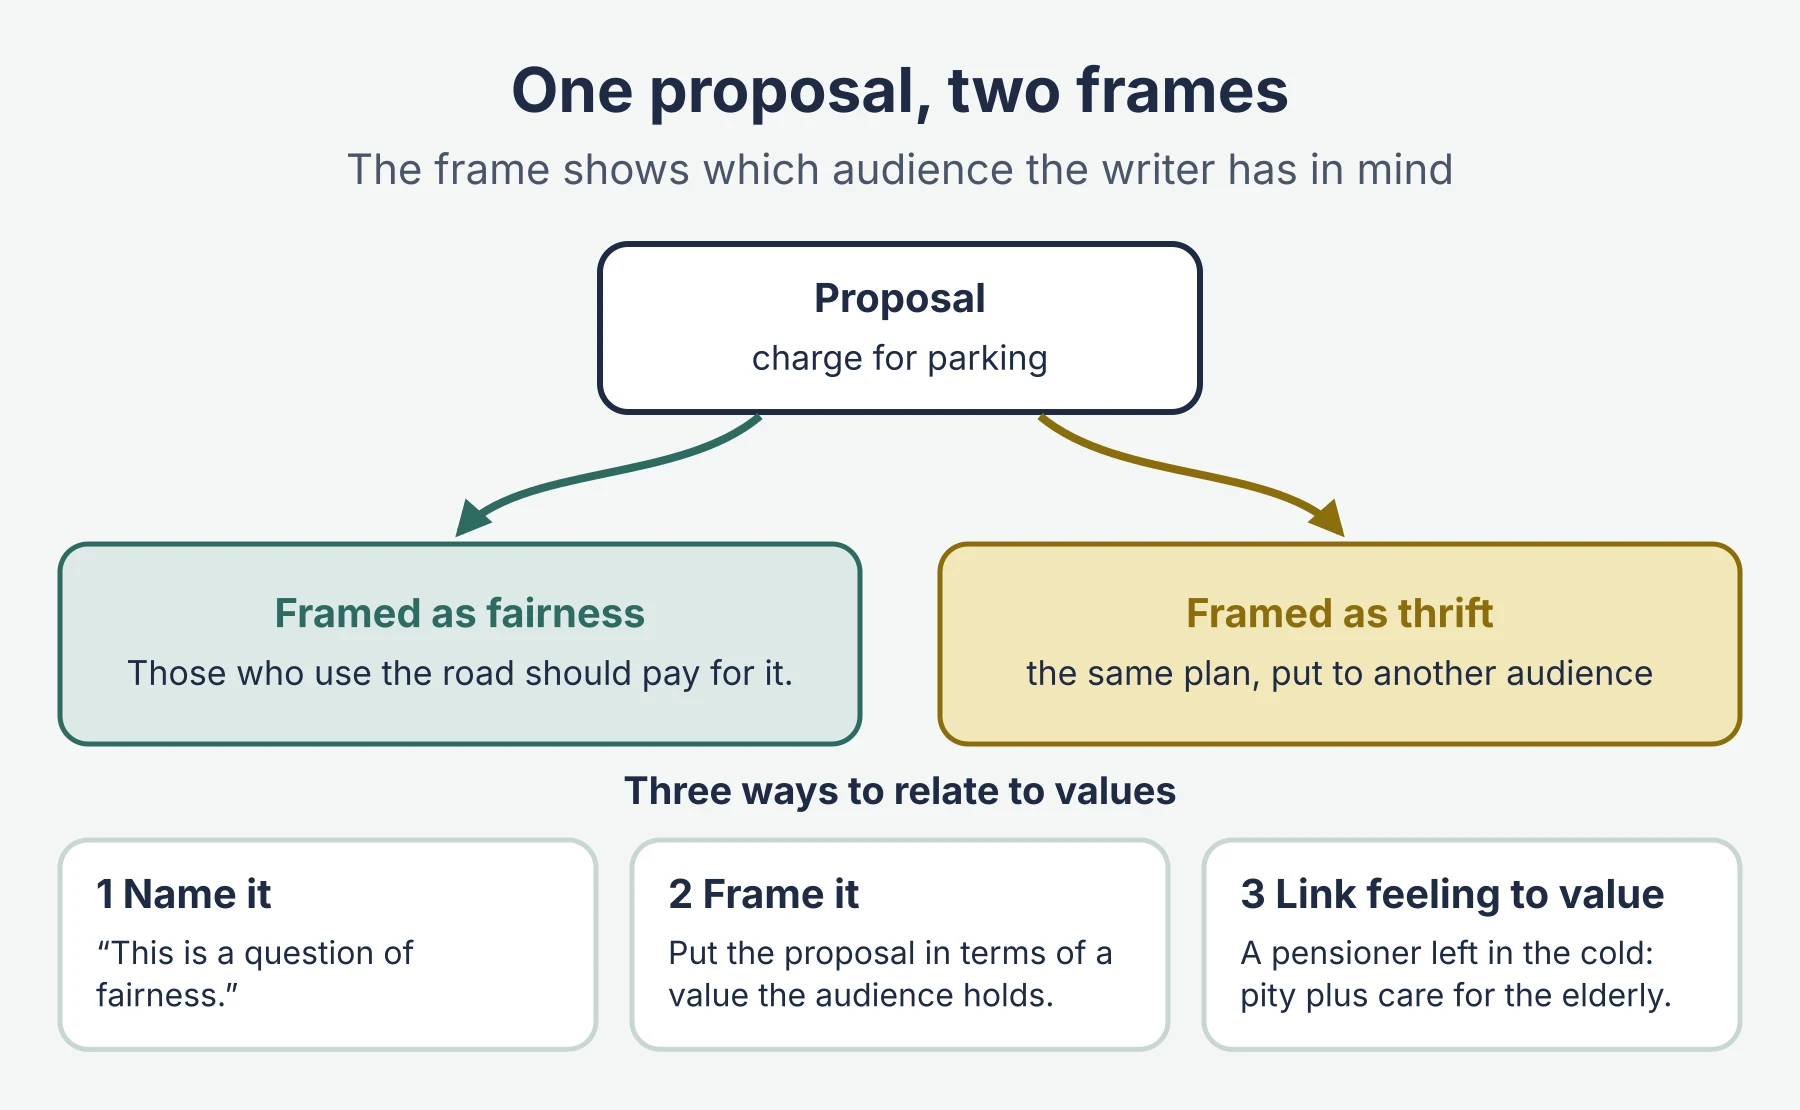 One proposal, two frames
The frame shows which audience the writer has in mind
Proposal
charge for parking
Framed as fairness
Those who use the road should pay for it.
Framed as thrift
the same plan, put to another audience
Three ways to relate to values
1 Name it
“This is a question of
fairness.”
2 Frame it
Put the proposal in terms of a
value the audience holds.
3 Link feeling to value
A pensioner left in the cold:
pity plus care for the elderly.